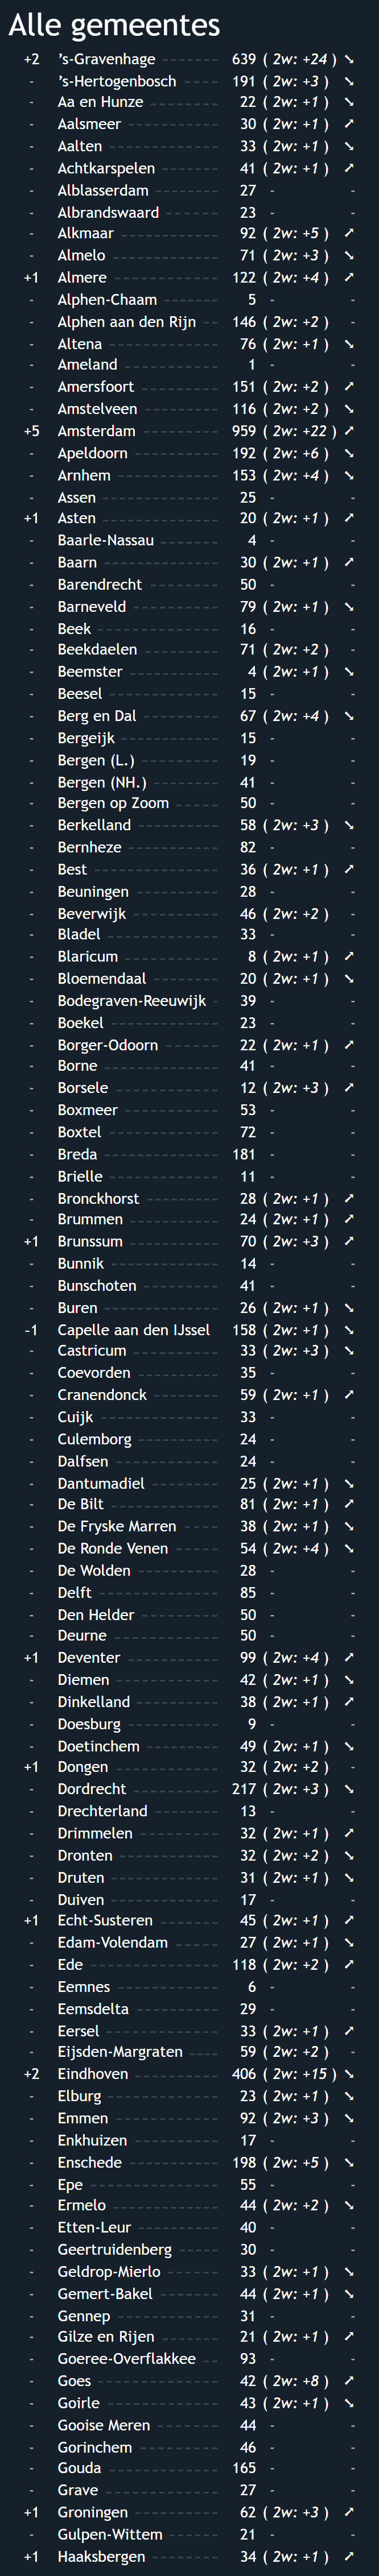 Alle gemeentes
+2 's-Gravenhage 639 ( 2w: +24 ) ➘
- 's-Hertogenbosch 191 ( 2w: +3 ) ➘
- Aa en Hunze 22 ( 2w: +1 ) ➘
- Aalsmeer 30 ( 2w: +1 ) ➚
- Aalten 33 ( 2w: +1 ) ➘
- Achtkarspelen 41 ( 2w: +1 ) ➚
- Alblasserdam 27 - -
- Albrandswaard 23 - -
- Alkmaar 92 ( 2w: +5 ) ➚
- Almelo 71 ( 2w: +3 ) ➘
+1 Almere 122 ( 2w: +4 ) ➚
- Alphen-Chaam 5 - -
- Alphen aan den Rijn 146 ( 2w: +2 ) -
- Altena 76 ( 2w: +1 ) ➘
- Ameland 1 - -
- Amersfoort 151 ( 2w: +2 ) ➚
- Amstelveen 116 ( 2w: +2 ) ➘
+5 Amsterdam 959 ( 2w: +22 ) ➚
- Apeldoorn 192 ( 2w: +6 ) ➘
- Arnhem 153 ( 2w: +4 ) ➘
- Assen 25 - -
+1 Asten 20 ( 2w: +1 ) ➚
- Baarle-Nassau 4 - -
- Baarn 30 ( 2w: +1 ) ➚
- Barendrecht 50 - -
- Barneveld 79 ( 2w: +1 ) ➘
- Beek 16 - -
- Beekdaelen 71 ( 2w: +2 ) -
- Beemster 4 ( 2w: +1 ) ➘
- Beesel 15 - -
- Berg en Dal 67 ( 2w: +4 ) ➘
- Bergeijk 15 - -
- Bergen (L.) 19 - -
- Bergen (NH.) 41 - -
- Bergen op Zoom 50 - -
- Berkelland 58 ( 2w: +3 ) ➘
- Bernheze 82 - -
- Best 36 ( 2w: +1 ) ➚
- Beuningen 28 - -
- Beverwijk 46 ( 2w: +2 ) -
- Bladel 33 - -
- Blaricum 8 ( 2w: +1 ) ➚
- Bloemendaal 20 ( 2w: +1 ) ➘
- Bodegraven-Reeuwijk 39 - -
- Boekel 23 - -
- Borger-Odoorn 22 ( 2w: +1 ) ➚
- Borne 41 - -
- Borsele 12 ( 2w: +3 ) ➚
- Boxmeer 53 - -
- Boxtel 72 - -
- Breda 181 - -
- Brielle 11 - -
- Bronckhorst 28 ( 2w: +1 ) ➚
- Brummen 24 ( 2w: +1 ) ➚
+1 Brunssum 70 ( 2w: +3 ) ➚
- Bunnik 14 - -
- Bunschoten 41 - -
- Buren 26 ( 2w: +1 ) ➘
-1 Capelle aan den IJssel 158 ( 2w: +1 ) ➘
- Castricum 33 ( 2w: +3 ) ➘
- Coevorden 35 - -
- Cranendonck 59 ( 2w: +1 ) ➚
- Cuijk 33 - -
- Culemborg 24 - -
- Dalfsen 24 - -
- Dantumadiel 25 ( 2w: +1 ) ➘
- De Bilt 81 ( 2w: +1 ) ➚
- De Fryske Marren 38 ( 2w: +1 ) ➘
- De Ronde Venen 54 ( 2w: +4 ) ➘
- De Wolden 28 - -
- Delft 85 - -
- Den Helder 50 - -
- Deurne 50 - -
+1 Deventer 99 ( 2w: +4 ) ➚
- Diemen 42 ( 2w: +1 ) ➘
- Dinkelland 38 ( 2w: +1 ) ➚
- Doesburg 9 - -
- Doetinchem 49 ( 2w: +1 ) ➘
+1 Dongen 32 ( 2w: +2 ) -
- Dordrecht 217 ( 2w: +3 ) ➘
- Drechterland 13 - -
- Drimmelen 32 ( 2w: +1 ) ➚
- Dronten 32 ( 2w: +2 ) ➘
- Druten 31 ( 2w: +1 ) ➘
- Duiven 17 - -
+1 Echt-Susteren 45 ( 2w: +1 ) ➚
- Edam-Volendam 27 ( 2w: +1 ) ➘
- Ede 118 ( 2w: +2 ) ➚
- Eemnes 6 - -
- Eemsdelta 29 - -
- Eersel 33 ( 2w: +1 ) ➚
- Eijsden-Margraten 59 ( 2w: +2 ) -
+2 Eindhoven 406 ( 2w: +15 ) ➘
- Elburg 23 ( 2w: +1 ) ➘
- Emmen 92 ( 2w: +3 ) ➘
- Enkhuizen 17 - -
- Enschede 198 ( 2w: +5 ) ➘
- Epe 55 - -
- Ermelo 44 ( 2w: +2 ) ➘
- Etten-Leur 40 - -
- Geertruidenberg 30 - -
- Geldrop-Mierlo 33 ( 2w: +1 ) ➘
- Gemert-Bakel 44 ( 2w: +1 ) ➘
- Gennep 31 - -
- Gilze en Rijen 21 ( 2w: +1 ) ➚
- Goeree-Overflakkee 93 - -
- Goes 42 ( 2w: +8 ) ➚
- Goirle 43 ( 2w: +1 ) ➘
- Gooise Meren 44 - -
- Gorinchem 46 - -
- Gouda 165 - -
- Grave 27 - -
+1 Groningen 62 ( 2w: +3 ) ➚
- Gulpen-Wittem 21 - -
+1 Haaksbergen 34 ( 2w: +1 ) ➚